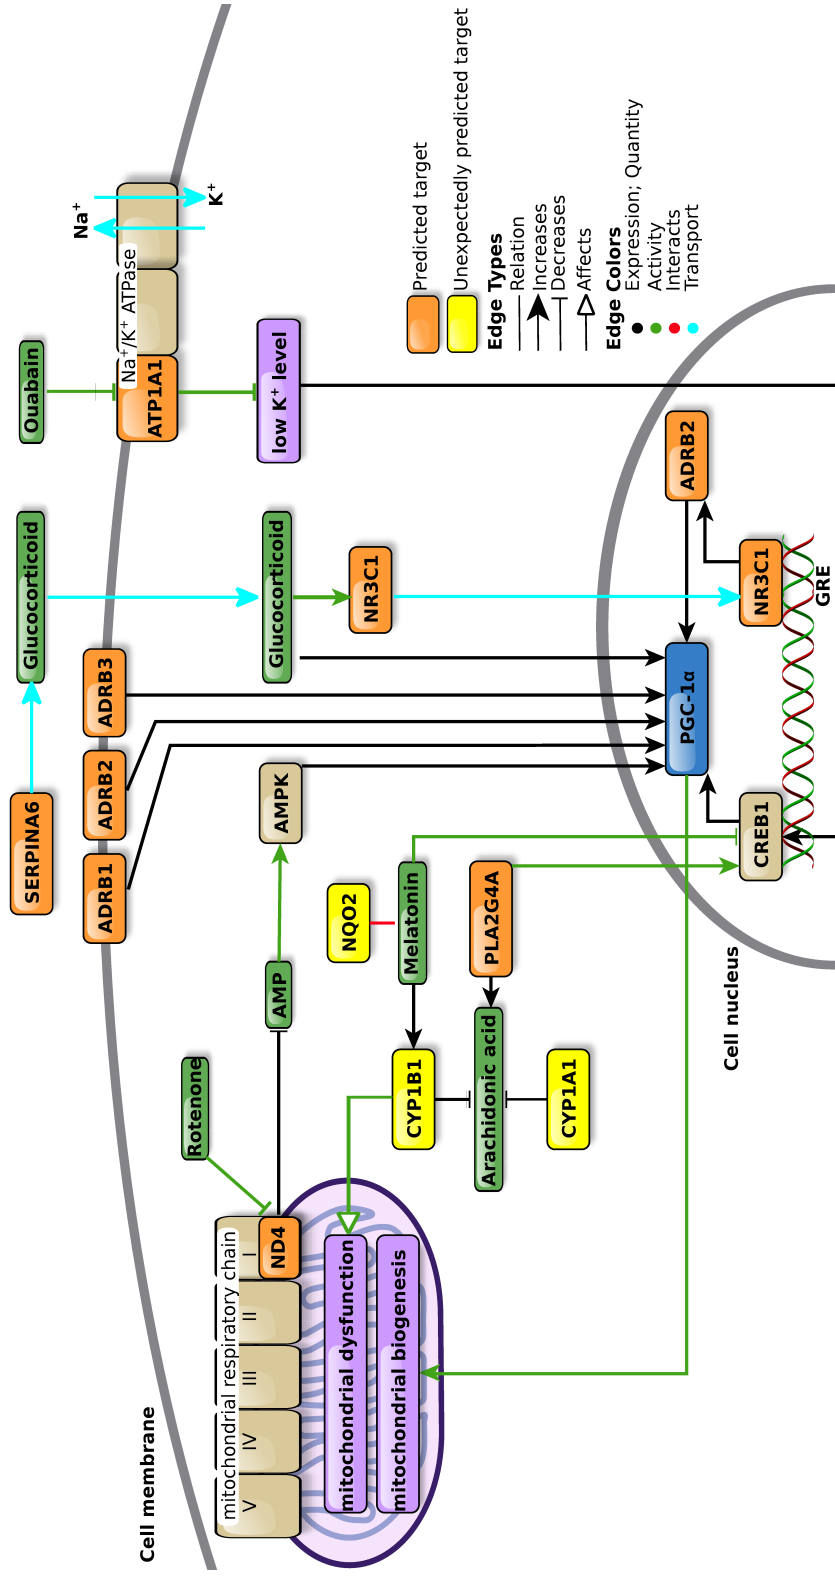 Cell membrane
mitochondrial respiratory chain
V
IV
III
II
I
ND4
mitochondrial dysfunction
mitochondrial biogenesis
Rotenone
AMP
AMPK
SERPINA6
ADRB1
ADRB2
ADRB3
Glucocorticoid
Glucocorticoid
NR3C1
Ouabain
Na⁺/K⁺ ATPase
ATP1A1
Na⁺
K⁺
low K⁺ level
NQO2
Melatonin
CYP1B1
PLA2G4A
Arachidonic acid
CYP1A1
Cell nucleus
PGC-1α
ADRB2
CREB1
NR3C1
GRE
Predicted target
Unexpectedly predicted target
Edge Types
Relation
Increases
Decreases
Affects
Edge Colors
Expression; Quantity
Activity
Interacts
Transport